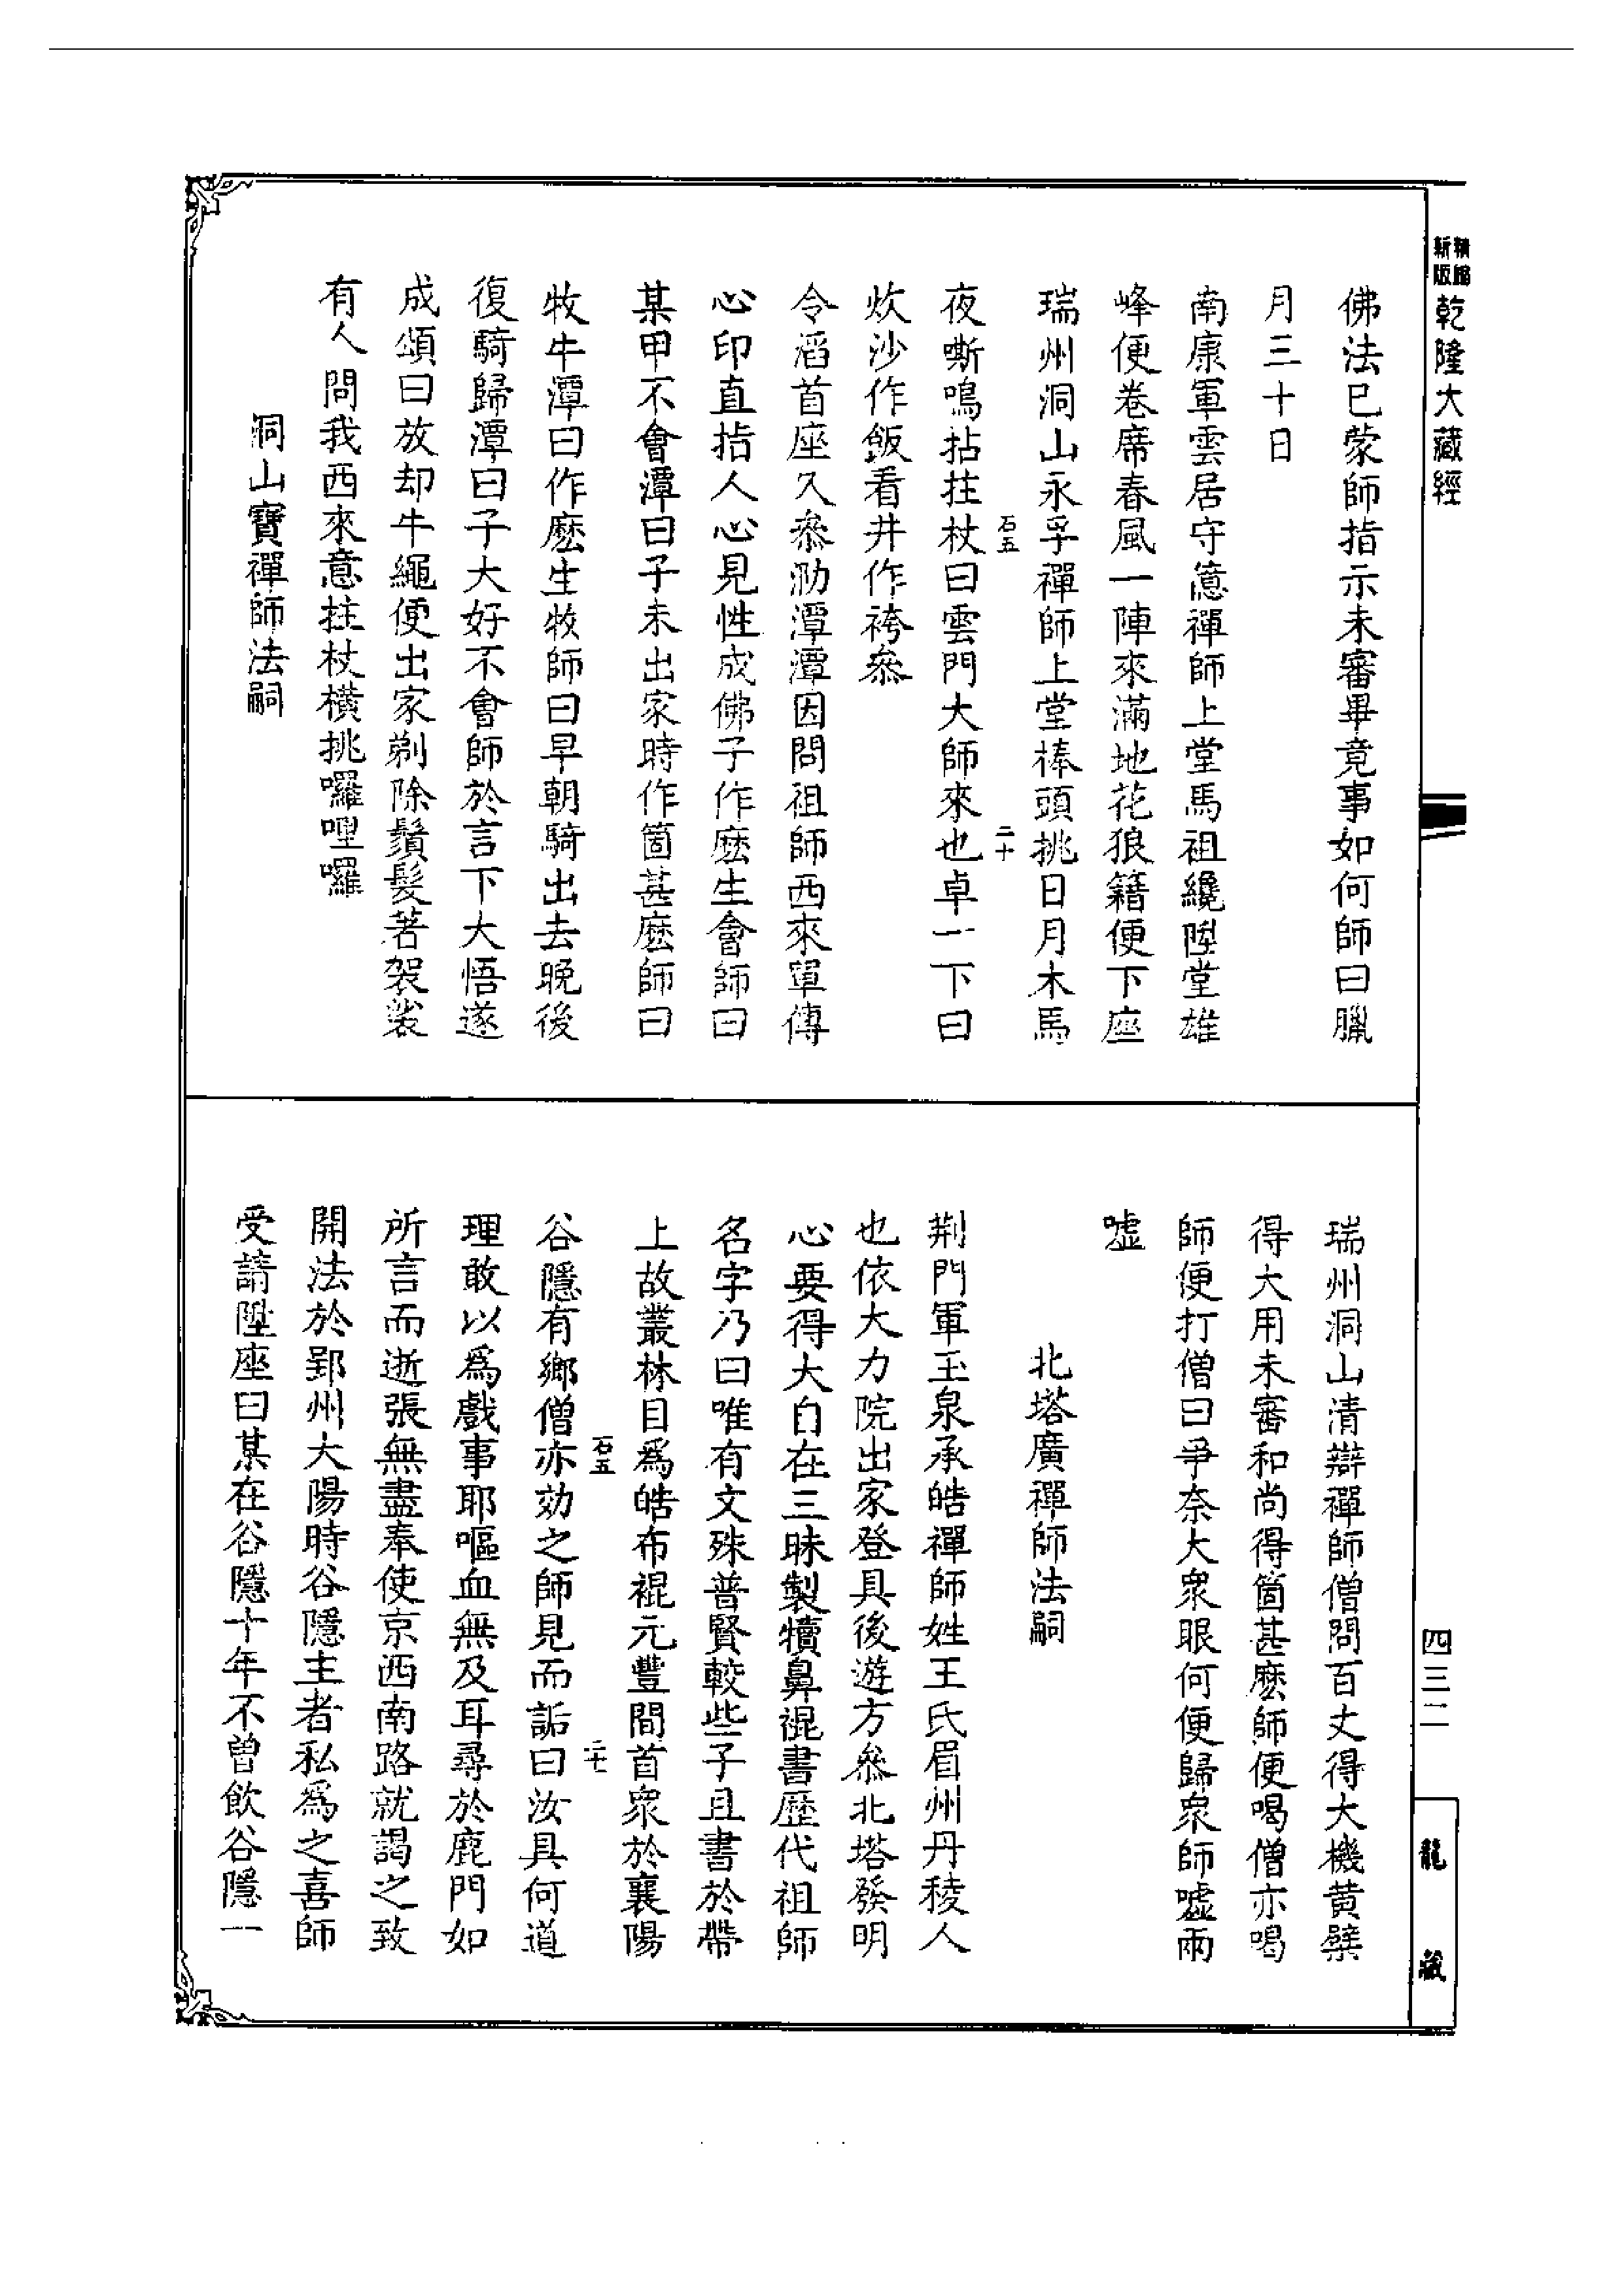 精縮
新版
乾隆大藏經
佛法已蒙師指示未審畢竟事如何師曰臘
月三十日
南康軍雲居守億禪師上堂馬祖纔陞堂雄
峰便卷席春風一陣來滿地花狼籍便下座
瑞州洞山永孚禪師上堂棒頭挑日月木馬
石五
二十
夜嘶鳴拈拄杖曰雲門大師來也卓一下曰
炊沙作飯看井作袴叅
令滔首座久叅泐潭潭因問祖師西來單傳
心印直指人心見性成佛子作麽生會師曰
某甲不會潭曰子未出家時作箇甚麽師曰
牧牛潭曰作麽生牧師曰早朝騎出去晚後
復騎歸潭曰子大好不會師於言下大悟遂
成頌曰放却牛繩便出家剃除鬚髮著袈裟
有人問我西來意拄杖橫挑囉哩囉
洞山寶禪師法嗣
瑞州洞山清辯禪師僧問百丈得大機黄檗
得大用未審和尚得箇甚麽師便喝僧亦喝
師便打僧曰爭奈大衆眼何便歸衆師噓兩
噓
北塔廣禪師法嗣
荆門軍玉泉承皓禪師姓王氏眉州丹稜人
也依大力院出家登具後遊方叅北塔發明
心要得大自在三昧製犢鼻裩書歷代祖師
名字乃曰唯有文殊普賢較些子且書於帶
上故叢林目爲皓布裩元豐間首衆於襄陽
石五
二七
谷隱有鄉僧亦効之師見而詬曰汝具何道
理敢以爲戲事耶嘔血無及耳尋於鹿門如
所言而逝張無盡奉使京西南路就謁之致
開法於郢州大陽時谷隱主者私爲之喜師
受請陞座曰某在谷隱十年不曾飲谷隱一
四三二
龍藏